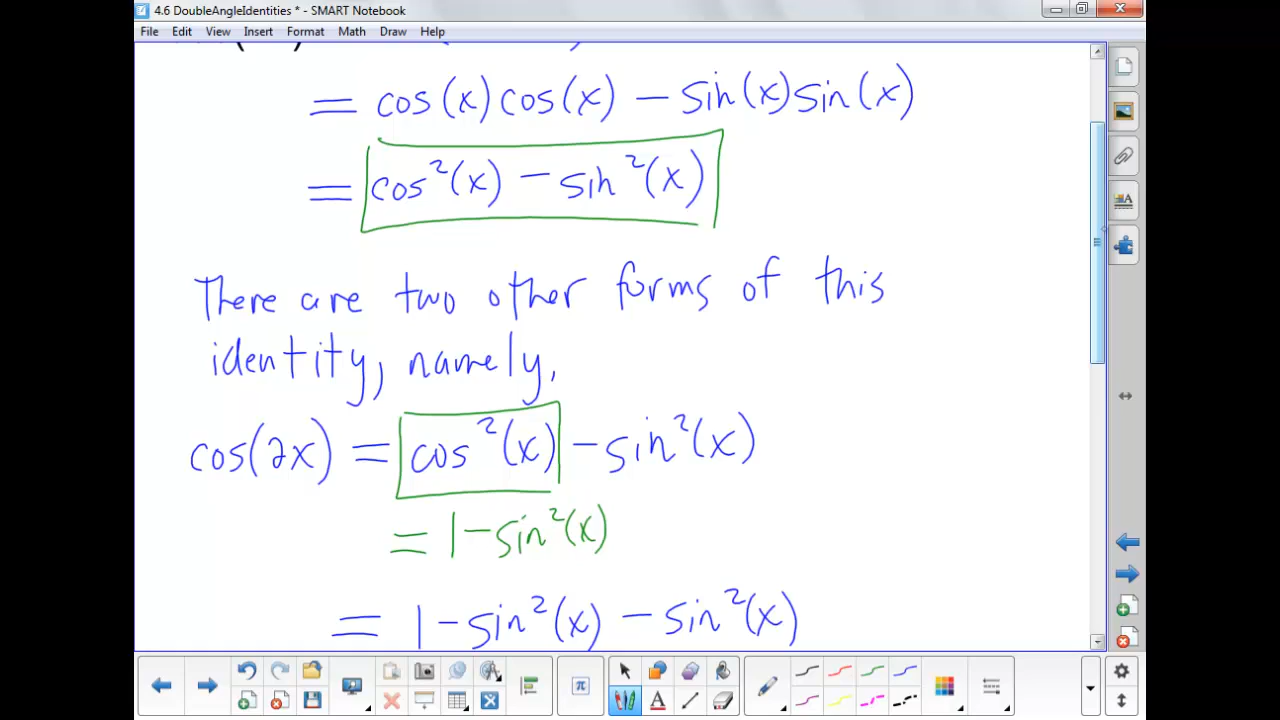 4.6 DoubleAngleIdentities * - SMART Notebook
File Edit View Insert Format Math Draw Help
= cos(x)cos(x) - sin(x)sin(x)
= cos²(x) - sin²(x)
There are two other forms of this
identity, namely,
cos(2x) = cos²(x) - sin²(x)
= 1 - sin²(x)
= 1 - sin²(x) - sin²(x)